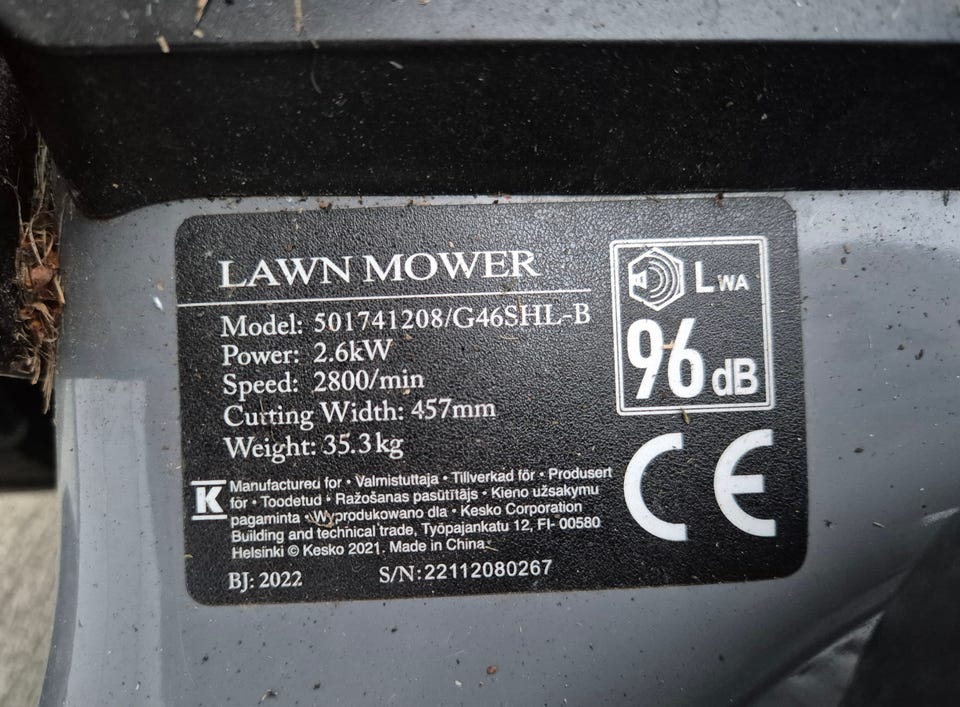 LAWN MOWER
Model: 501741208/G46SHL-B
Power: 2.6kW
Speed: 2800/min
Cutting Width: 457mm
Weight: 35.3kg
LWA
96 dB
K
Manufactured for • Valmistuttaja • Tillverkad för • Produsert
för • Toodetud • Ražošanas pasūtītājs • Kieno užsakymu
pagaminta • Wyprodukowano dla • Kesko Corporation
Building and technical trade, Työpajankatu 12, FI- 00580
Helsinki © Kesko 2021. Made in China.
CE
BJ: 2022 S/N:22112080267